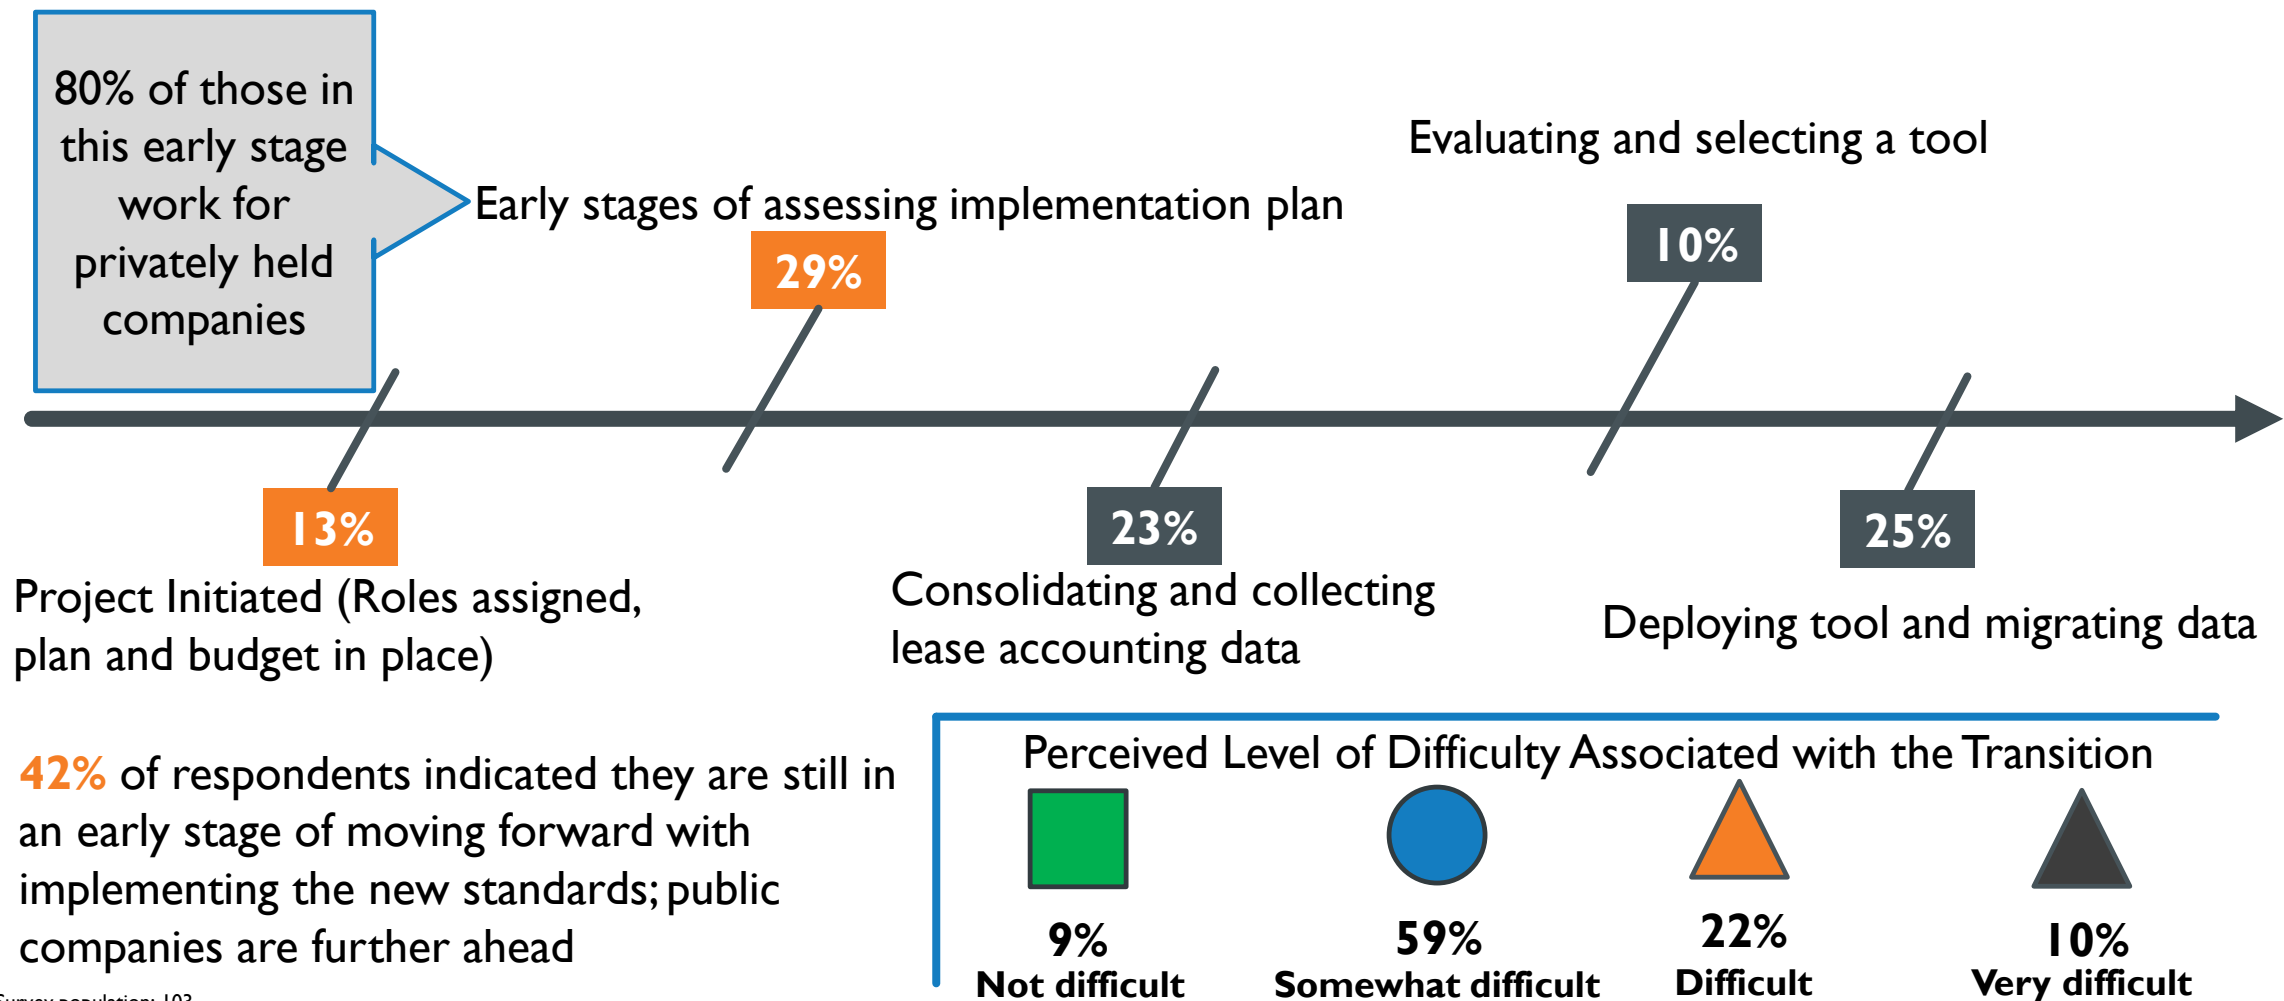 80% of those in
this early stage
work for
privately held
companies
Early stages of assessing implementation plan
29%
Evaluating and selecting a tool
10%
13%
Project Initiated (Roles assigned,
plan and budget in place)
23%
Consolidating and collecting
lease accounting data
25%
Deploying tool and migrating data
42% of respondents indicated they are still in
an early stage of moving forward with
implementing the new standards; public
companies are further ahead
Perceived Level of Difficulty Associated with the Transition
9%
Not difficult
59%
Somewhat difficult
22%
Difficult
10%
Very difficult
Survey population: 103